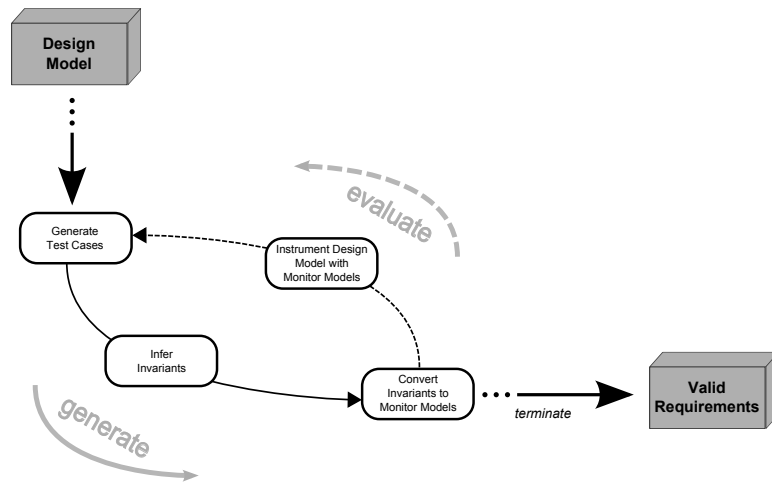 Design
Model
evaluate
Generate
Test Cases
Instrument Design
Model with
Monitor Models
Infer
Invariants
Convert
Invariants to
Monitor Models
terminate
Valid
Requirements
generate